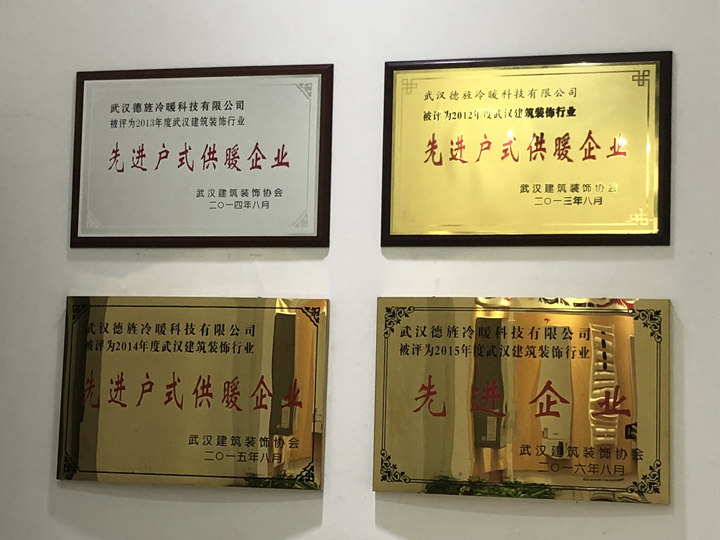 武汉德旌冷暖科技有限公司
被评为2013年度武汉建筑装饰行业
先进户式供暖企业
武汉建筑装饰协会
二〇一四年八月
武汉德旌冷暖科技有限公司
被评为2012年度武汉建筑装饰行业
先进户式供暖企业
武汉建筑装饰协会
二〇一三年八月
武汉德旌冷暖科技有限公司
被评为2014年度武汉建筑装饰行业
先进户式供暖企业
武汉建筑装饰协会
二〇一五年八月
武汉德旌冷暖科技有限公司
被评为2015年度武汉建筑装饰行业
先进企业
武汉建筑装饰协会
二〇一六年八月